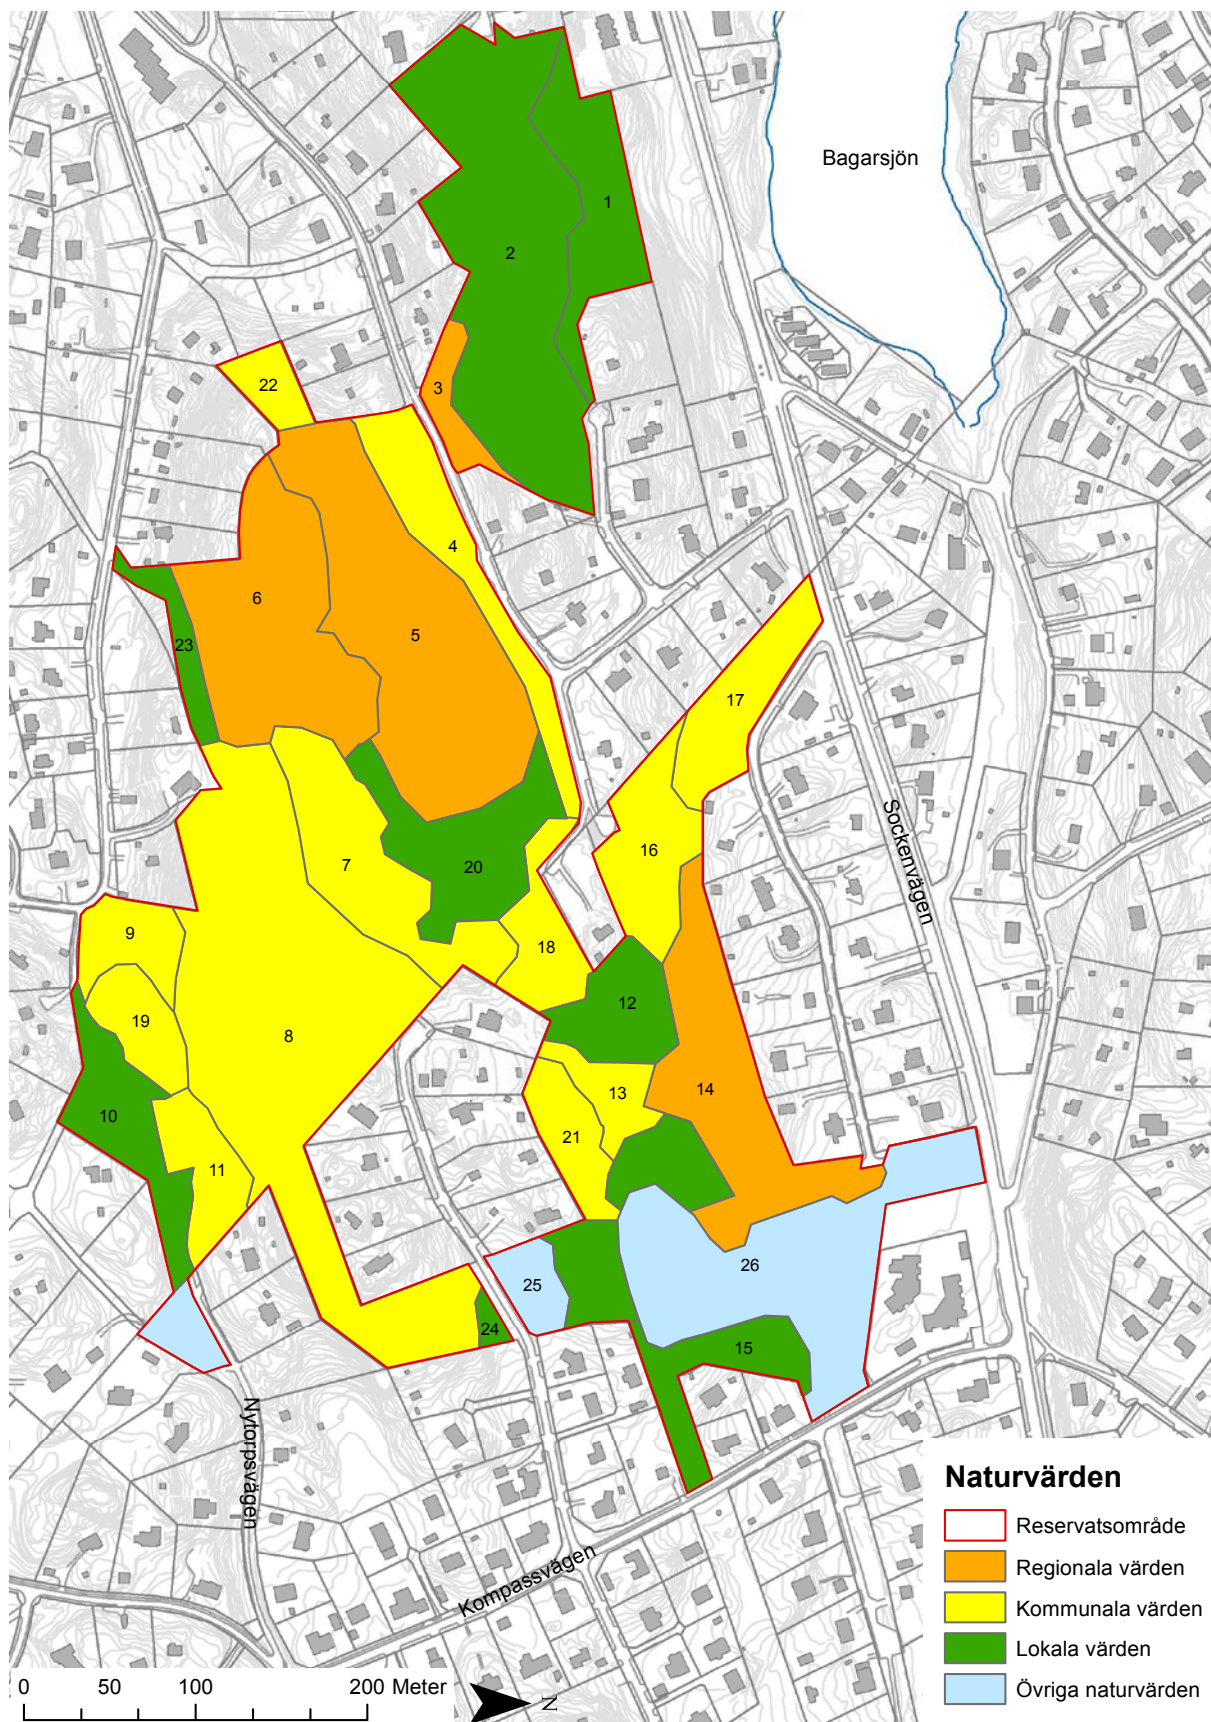 Bagarsjön
1
2
3
22
4
6
5
23
17
Sockenvägen
16
7
20
9
18
12
19
8
13
14
10
21
11
26
25
24
15
Nytorpsvägen
Kompassvägen
Naturvärden
Reservatsområde
Regionala värden
Kommunala värden
Lokala värden
Övriga naturvärden
0 50 100 200 Meter
N